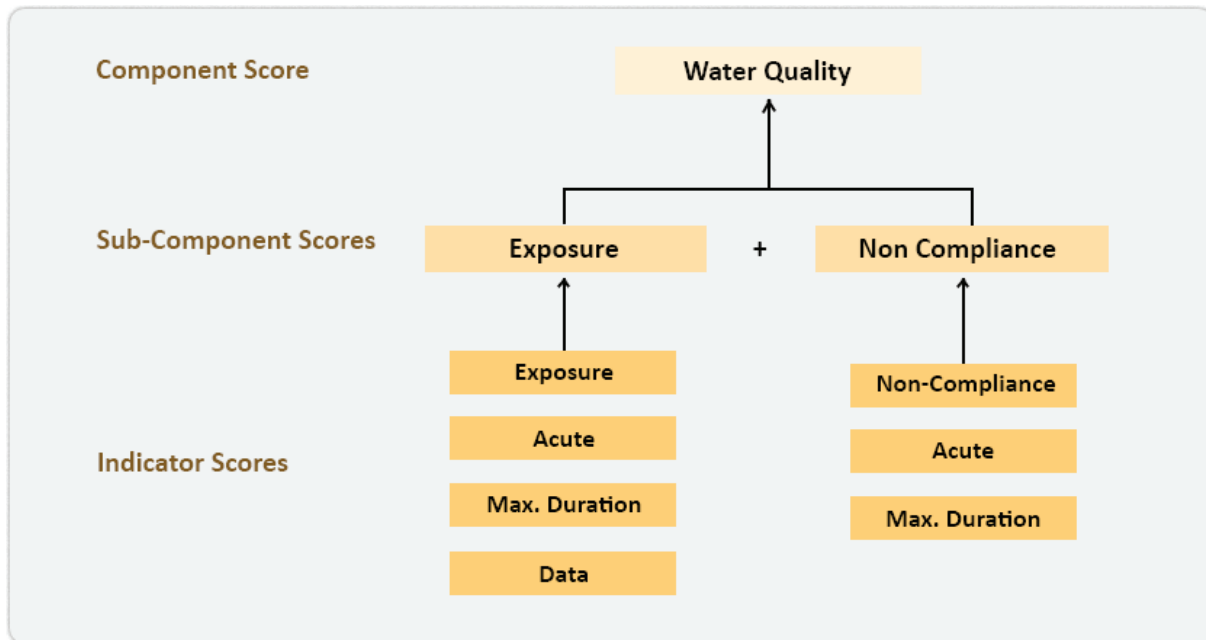 Component Score
Water Quality
Sub-Component Scores
Exposure
+
Non Compliance
Indicator Scores
Exposure
Acute
Max. Duration
Data
Non-Compliance
Acute
Max. Duration